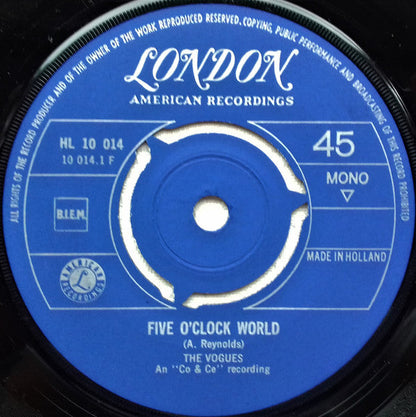 ALL RIGHTS OF THE RECORD PRODUCER AND OF THE OWNER OF THE WORK REPRODUCED RESERVED. COPYING, PUBLIC PERFORMANCE AND BROADCASTING OF THIS RECORD PROHIBITED
LONDON
AMERICAN RECORDINGS
HL 10 014
10 014.1 F
45
MONO
B.I.E.M.
MADE IN HOLLAND
AMERICAN
L
RECORDINGS
FIVE O'CLOCK WORLD
(A. Reynolds)
THE VOGUES
An "Co & Ce" recording